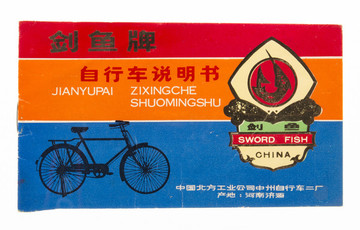 剑鱼牌
自行车说明书
JIANYUPAI ZIXINGCHE
SHUOMINGSHU
剑鱼
SWORD FISH
CHINA
中国北方工业公司中州自行车二厂
产地：河南济源